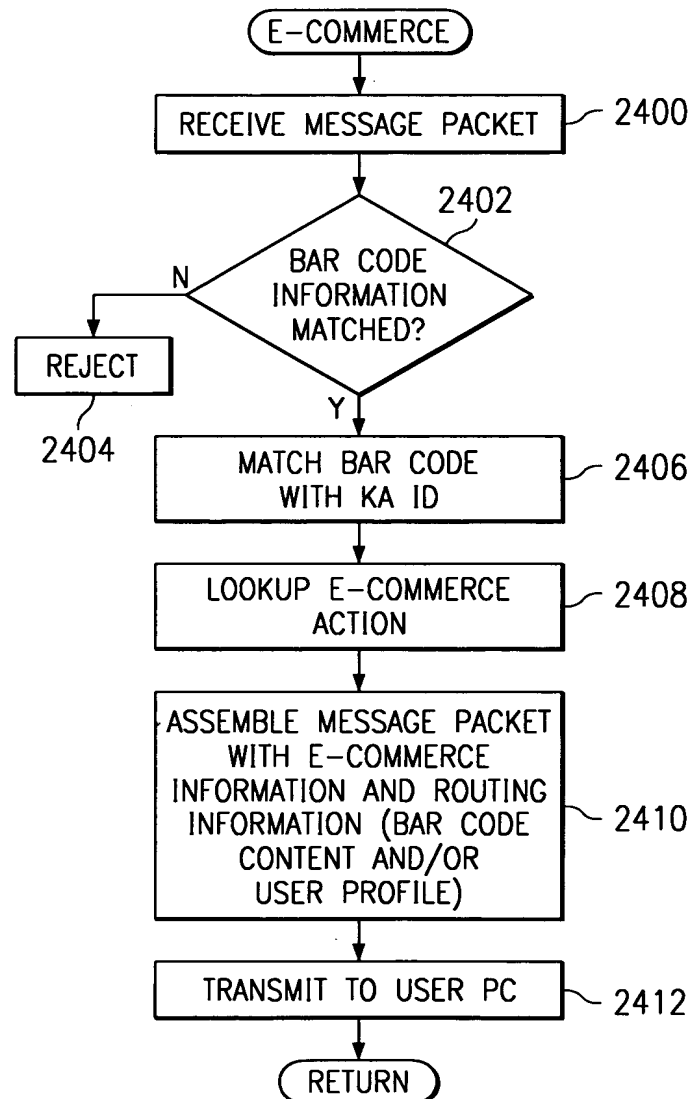 E-COMMERCE
RECEIVE MESSAGE PACKET
2400
2402
BAR CODE
INFORMATION
MATCHED?
N
REJECT
2404
Y
MATCH BAR CODE
WITH KA ID
2406
LOOKUP E-COMMERCE
ACTION
2408
ASSEMBLE MESSAGE PACKET
WITH E-COMMERCE
INFORMATION AND ROUTING
INFORMATION (BAR CODE
CONTENT AND/OR
USER PROFILE)
2410
TRANSMIT TO USER PC
2412
RETURN